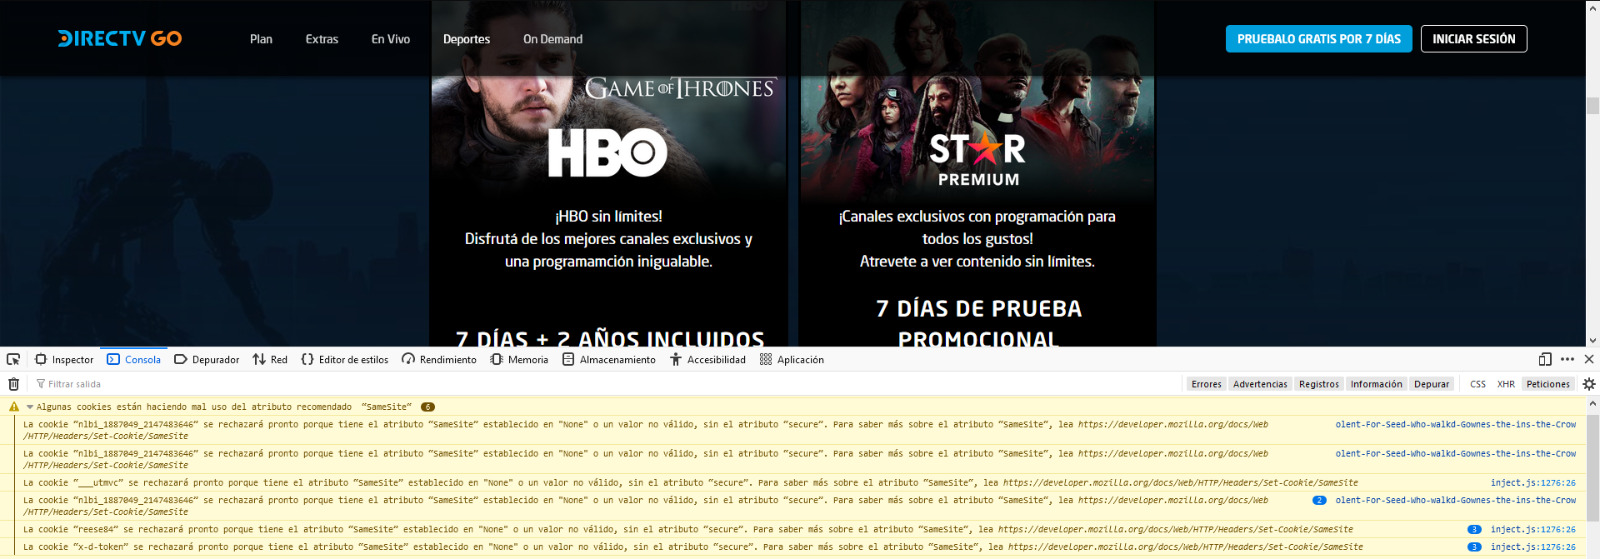 DIRECTV GO
Plan
Extras
En Vivo
Deportes
On Demand
PRUEBALO GRATIS POR 7 DÍAS
INICIAR SESIÓN
GAME OF THRONES
HBO
¡HBO sin límites!
Disfrutá de los mejores canales exclusivos y
una programamción inigualable.
7 DÍAS + 2 AÑOS INCLUIDOS
STAR
PREMIUM
¡Canales exclusivos con programación para
todos los gustos!
Atrevete a ver contenido sin límites.
7 DÍAS DE PRUEBA
PROMOCIONAL
Inspector
Consola
Depurador
Red
Editor de estilos
Rendimiento
Memoria
Almacenamiento
Accesibilidad
Aplicación
Filtrar salida
Errores
Advertencias
Registros
Información
Depurar
CSS
XHR
Peticiones
Algunas cookies están haciendo mal uso del atributo recomendado “SameSite“ 6
La cookie “nlbi_1887049_2147483646” se rechazará pronto porque tiene el atributo “SameSite” establecido en "None" o un valor no válido, sin el atributo “secure”. Para saber más sobre el atributo “SameSite”, lea https://developer.mozilla.org/docs/Web olent-For-Seed-Who-walkd-Gownes-the-ins-the-Crow
/HTTP/Headers/Set-Cookie/SameSite
La cookie “nlbi_1887049_2147483646” se rechazará pronto porque tiene el atributo “SameSite” establecido en "None" o un valor no válido, sin el atributo “secure”. Para saber más sobre el atributo “SameSite”, lea https://developer.mozilla.org/docs/Web olent-For-Seed-Who-walkd-Gownes-the-ins-the-Crow
/HTTP/Headers/Set-Cookie/SameSite
La cookie “___utmvc” se rechazará pronto porque tiene el atributo “SameSite” establecido en "None" o un valor no válido, sin el atributo “secure”. Para saber más sobre el atributo “SameSite”, lea https://developer.mozilla.org/docs/Web/HTTP/Headers/Set-Cookie/SameSite inject.js:1276:26
La cookie “nlbi_1887049_2147483646” se rechazará pronto porque tiene el atributo “SameSite” establecido en "None" o un valor no válido, sin el atributo “secure”. Para saber más sobre el atributo “SameSite”, lea https://developer.mozilla.org/docs/Web 2 olent-For-Seed-Who-walkd-Gownes-the-ins-the-Crow
/HTTP/Headers/Set-Cookie/SameSite
La cookie “reese84” se rechazará pronto porque tiene el atributo “SameSite” establecido en "None" o un valor no válido, sin el atributo “secure”. Para saber más sobre el atributo “SameSite”, lea https://developer.mozilla.org/docs/Web/HTTP/Headers/Set-Cookie/SameSite 3 inject.js:1276:26
La cookie “x-d-token” se rechazará pronto porque tiene el atributo “SameSite” establecido en "None" o un valor no válido, sin el atributo “secure”. Para saber más sobre el atributo “SameSite”, lea https://developer.mozilla.org/docs/Web/HTTP/Headers/Set-Cookie/SameSite 3 inject.js:1276:26